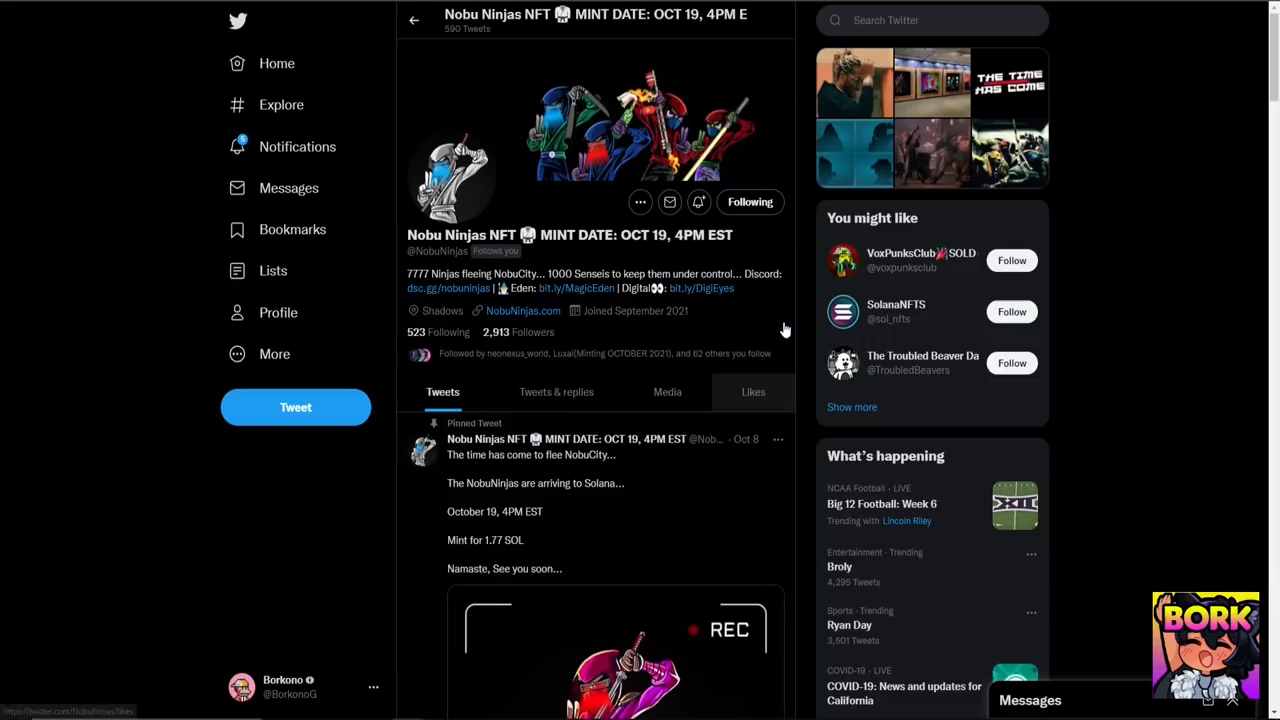 Nobu Ninjas NFT 🥋 MINT DATE: OCT 19, 4PM E
590 Tweets
Search Twitter
Home
Explore
5
Notifications
Messages
Bookmarks
Lists
Profile
More
Tweet
Following
Nobu Ninjas NFT 🥋 MINT DATE: OCT 19, 4PM EST
@NobuNinjas Follows you
7777 Ninjas fleeing NobuCity... 1000 Senseis to keep them under control... Discord:
dsc.gg/nobuninjas | Eden: bit.ly/MagicEden | Digital👀: bit.ly/DigiEyes
Shadows NobuNinjas.com Joined September 2021
523 Following 2,913 Followers
Followed by neonexus_world, Luxai(Minting OCTOBER 2021), and 62 others you follow
Tweets Tweets & replies Media Likes
Pinned Tweet
Nobu Ninjas NFT 🥋 MINT DATE: OCT 19, 4PM EST @Nob... · Oct 8
The time has come to flee NobuCity...
The NobuNinjas are arriving to Solana...
October 19, 4PM EST
Mint for 1.77 SOL
Namaste, See you soon...
REC
THE TIME
HAS COME
You might like
VoxPunksClub🎉SOLD
@voxpunksclub
Follow
SolanaNFTS
@sol_nfts
Follow
The Troubled Beaver Da
@TroubledBeavers
Follow
Show more
What's happening
NCAA Football · LIVE
Big 12 Football: Week 6
Trending with Lincoln Riley
Entertainment · Trending
Broly
4,295 Tweets
Sports · Trending
Ryan Day
3,501 Tweets
COVID-19 · LIVE
COVID-19: News and updates for
California
Messages
BORK
Borkono
@BorkonoG
https://twitter.com/NobuNinjas/likes